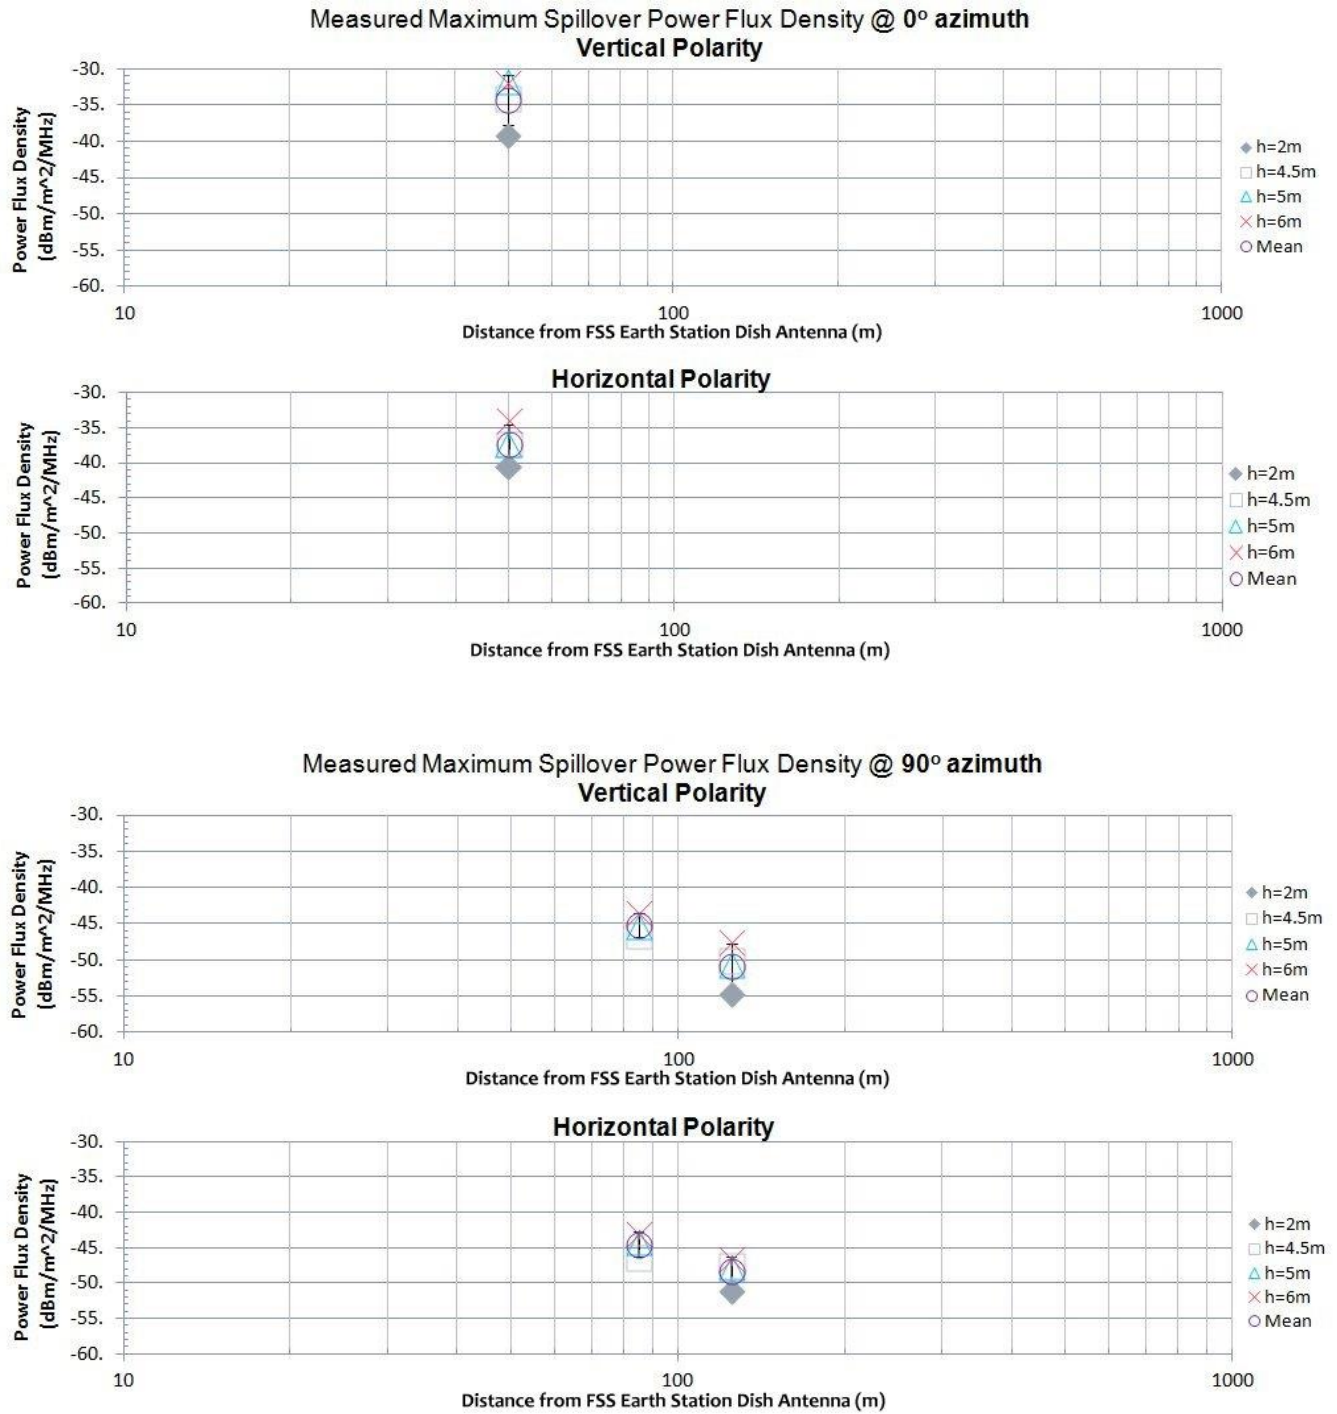 Measured Maximum Spillover Power Flux Density @ 0º azimuth
Vertical Polarity
Power Flux Density
(dBm/m^2/MHz)
-30.
-35.
-40.
-45.
-50.
-55.
-60.
10
100
1000
Distance from FSS Earth Station Dish Antenna (m)
h=2m
h=4.5m
h=5m
h=6m
Mean
Horizontal Polarity
Power Flux Density
(dBm/m^2/MHz)
-30.
-35.
-40.
-45.
-50.
-55.
-60.
10
100
1000
Distance from FSS Earth Station Dish Antenna (m)
h=2m
h=4.5m
h=5m
h=6m
Mean
Measured Maximum Spillover Power Flux Density @ 90º azimuth
Vertical Polarity
Power Flux Density
(dBm/m^2/MHz)
-30.
-35.
-40.
-45.
-50.
-55.
-60.
10
100
1000
Distance from FSS Earth Station Dish Antenna (m)
h=2m
h=4.5m
h=5m
h=6m
Mean
Horizontal Polarity
Power Flux Density
(dBm/m^2/MHz)
-30.
-35.
-40.
-45.
-50.
-55.
-60.
10
100
1000
Distance from FSS Earth Station Dish Antenna (m)
h=2m
h=4.5m
h=5m
h=6m
Mean